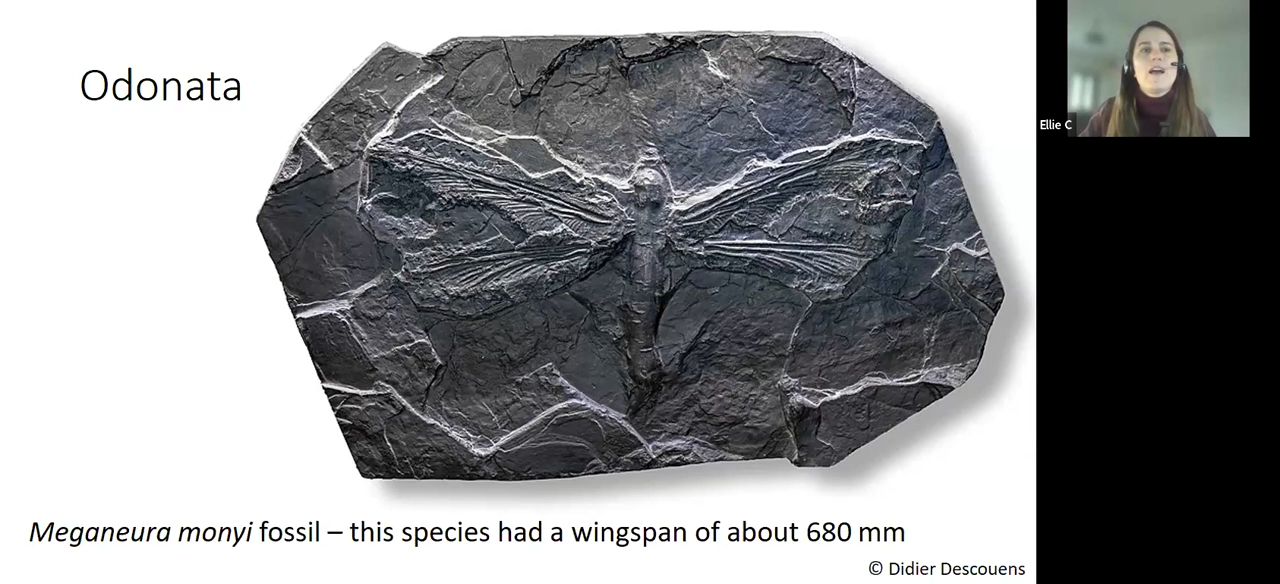 Odonata
Ellie C
Meganeura monyi fossil – this species had a wingspan of about 680 mm
© Didier Descouens